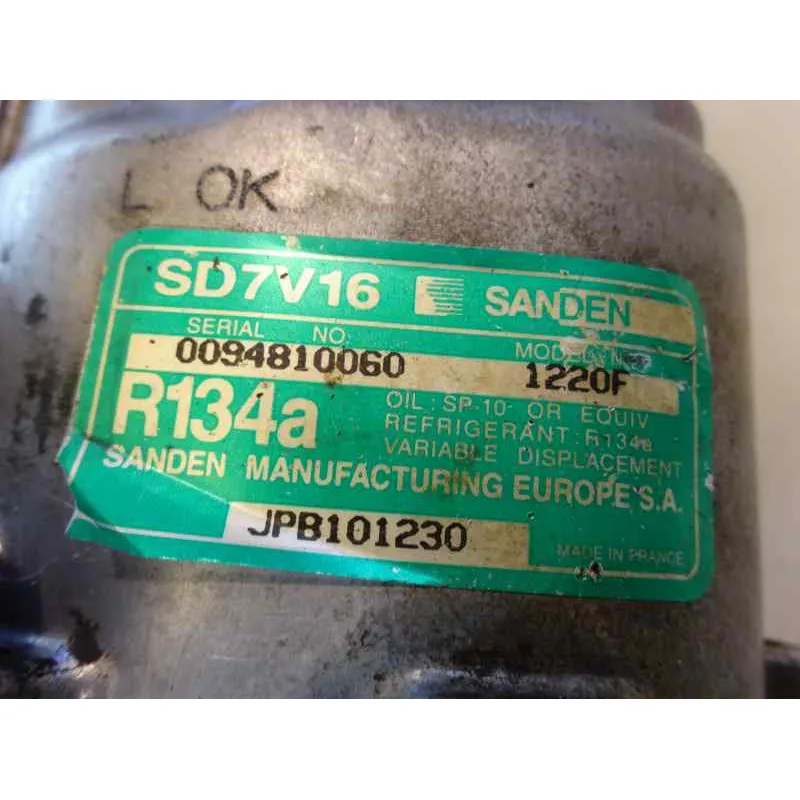 L OK
SD7V16 SANDEN
SERIAL NO.
MODEL N
0094810060
1220F
R134a
OIL: SP-10 OR EQUIV
REFRIGERANT: R134a
VARIABLE DISPLACEMENT
SANDEN MANUFACTURING EUROPE S.A.
JPB101230
MADE IN FRANCE